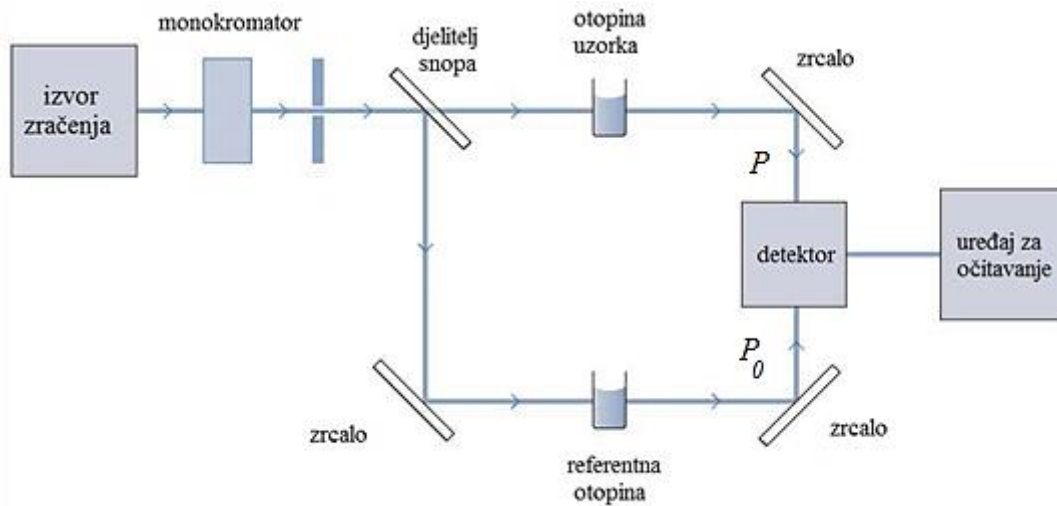 izvor
zračenja
monokromator
djelitelj
snopa
otopina
uzorka
zrcalo
P
detektor
uređaj za
očitavanje
P₀
zrcalo
referentna
otopina
zrcalo